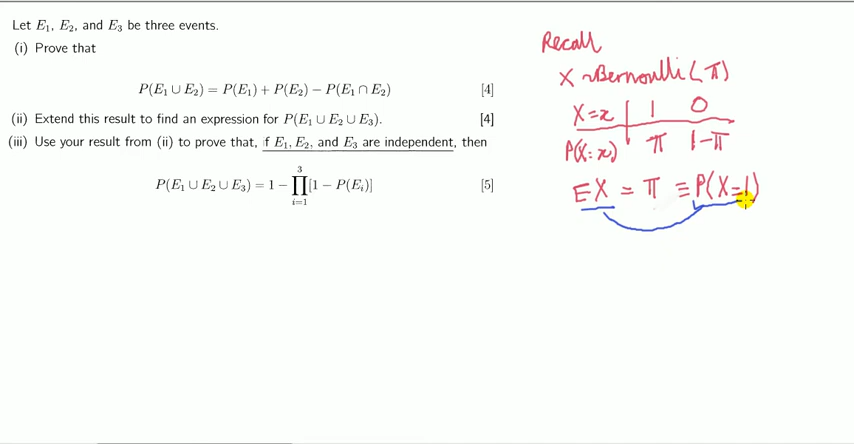 Let E₁, E₂, and E₃ be three events.
(i) Prove that
P(E₁ ∪ E₂) = P(E₁) + P(E₂) − P(E₁ ∩ E₂) [4]
(ii) Extend this result to find an expression for P(E₁ ∪ E₂ ∪ E₃). [4]
(iii) Use your result from (ii) to prove that, if E₁, E₂, and E₃ are independent, then
P(E₁ ∪ E₂ ∪ E₃) = 1 − ∏³ᵢ₌₁[1 − P(Eᵢ)] [5]
Recall
X ~ Bernoulli(π)
X=x | 1 0
P(X=x) | π 1−π
EX = π ≡ P(X=1)